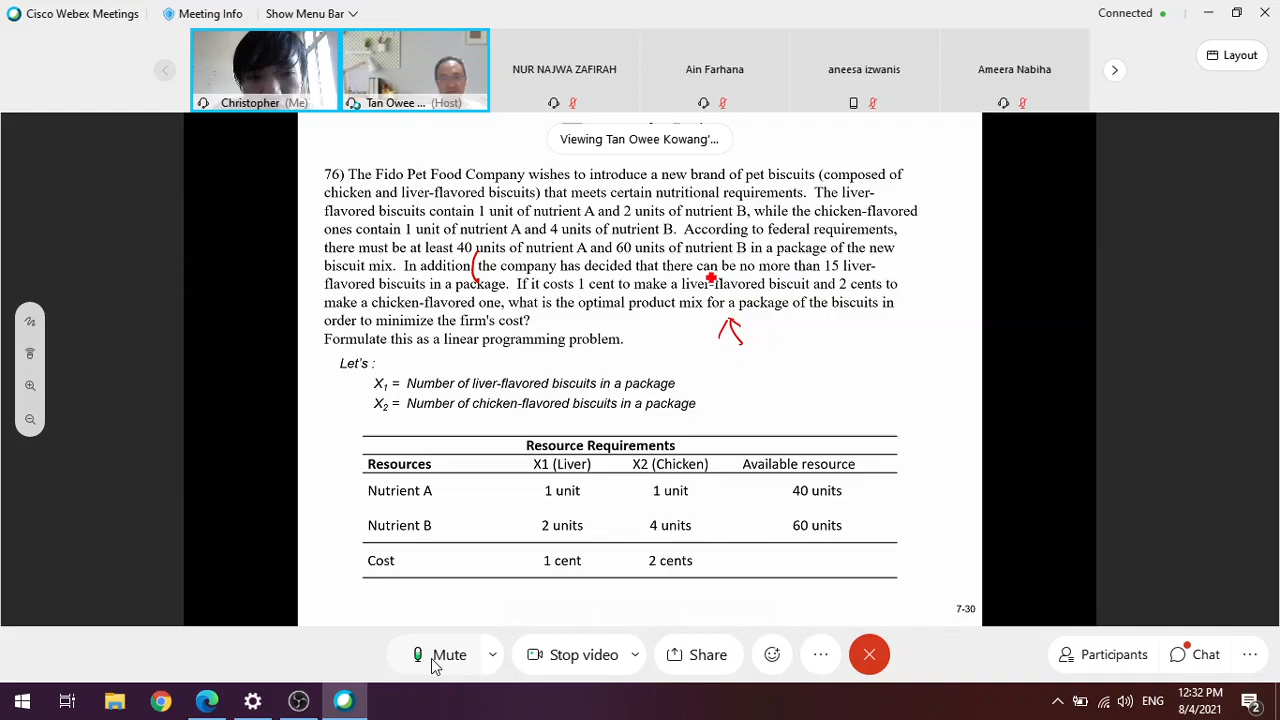 Cisco Webex Meetings
Meeting Info
Show Menu Bar
Connected
Christopher (Me)
Tan Owee ... (Host)
NUR NAJWA ZAFIRAH
Ain Farhana
aneesa izwanis
Ameera Nabiha
Layout
Viewing Tan Owee Kowang'...
76) The Fido Pet Food Company wishes to introduce a new brand of pet biscuits (composed of
chicken and liver-flavored biscuits) that meets certain nutritional requirements. The liver-
flavored biscuits contain 1 unit of nutrient A and 2 units of nutrient B, while the chicken-flavored
ones contain 1 unit of nutrient A and 4 units of nutrient B. According to federal requirements,
there must be at least 40 units of nutrient A and 60 units of nutrient B in a package of the new
biscuit mix. In addition, the company has decided that there can be no more than 15 liver-
flavored biscuits in a package. If it costs 1 cent to make a liver-flavored biscuit and 2 cents to
make a chicken-flavored one, what is the optimal product mix for a package of the biscuits in
order to minimize the firm's cost?
Formulate this as a linear programming problem.
Let's :
X1 = Number of liver-flavored biscuits in a package
X2 = Number of chicken-flavored biscuits in a package
Resource Requirements
Resources X1 (Liver) X2 (Chicken) Available resource
Nutrient A 1 unit 1 unit 40 units
Nutrient B 2 units 4 units 60 units
Cost 1 cent 2 cents
7-30
Mute
Stop video
Share
Participants
Chat
ENG
12:32 PM
8/4/2021
2